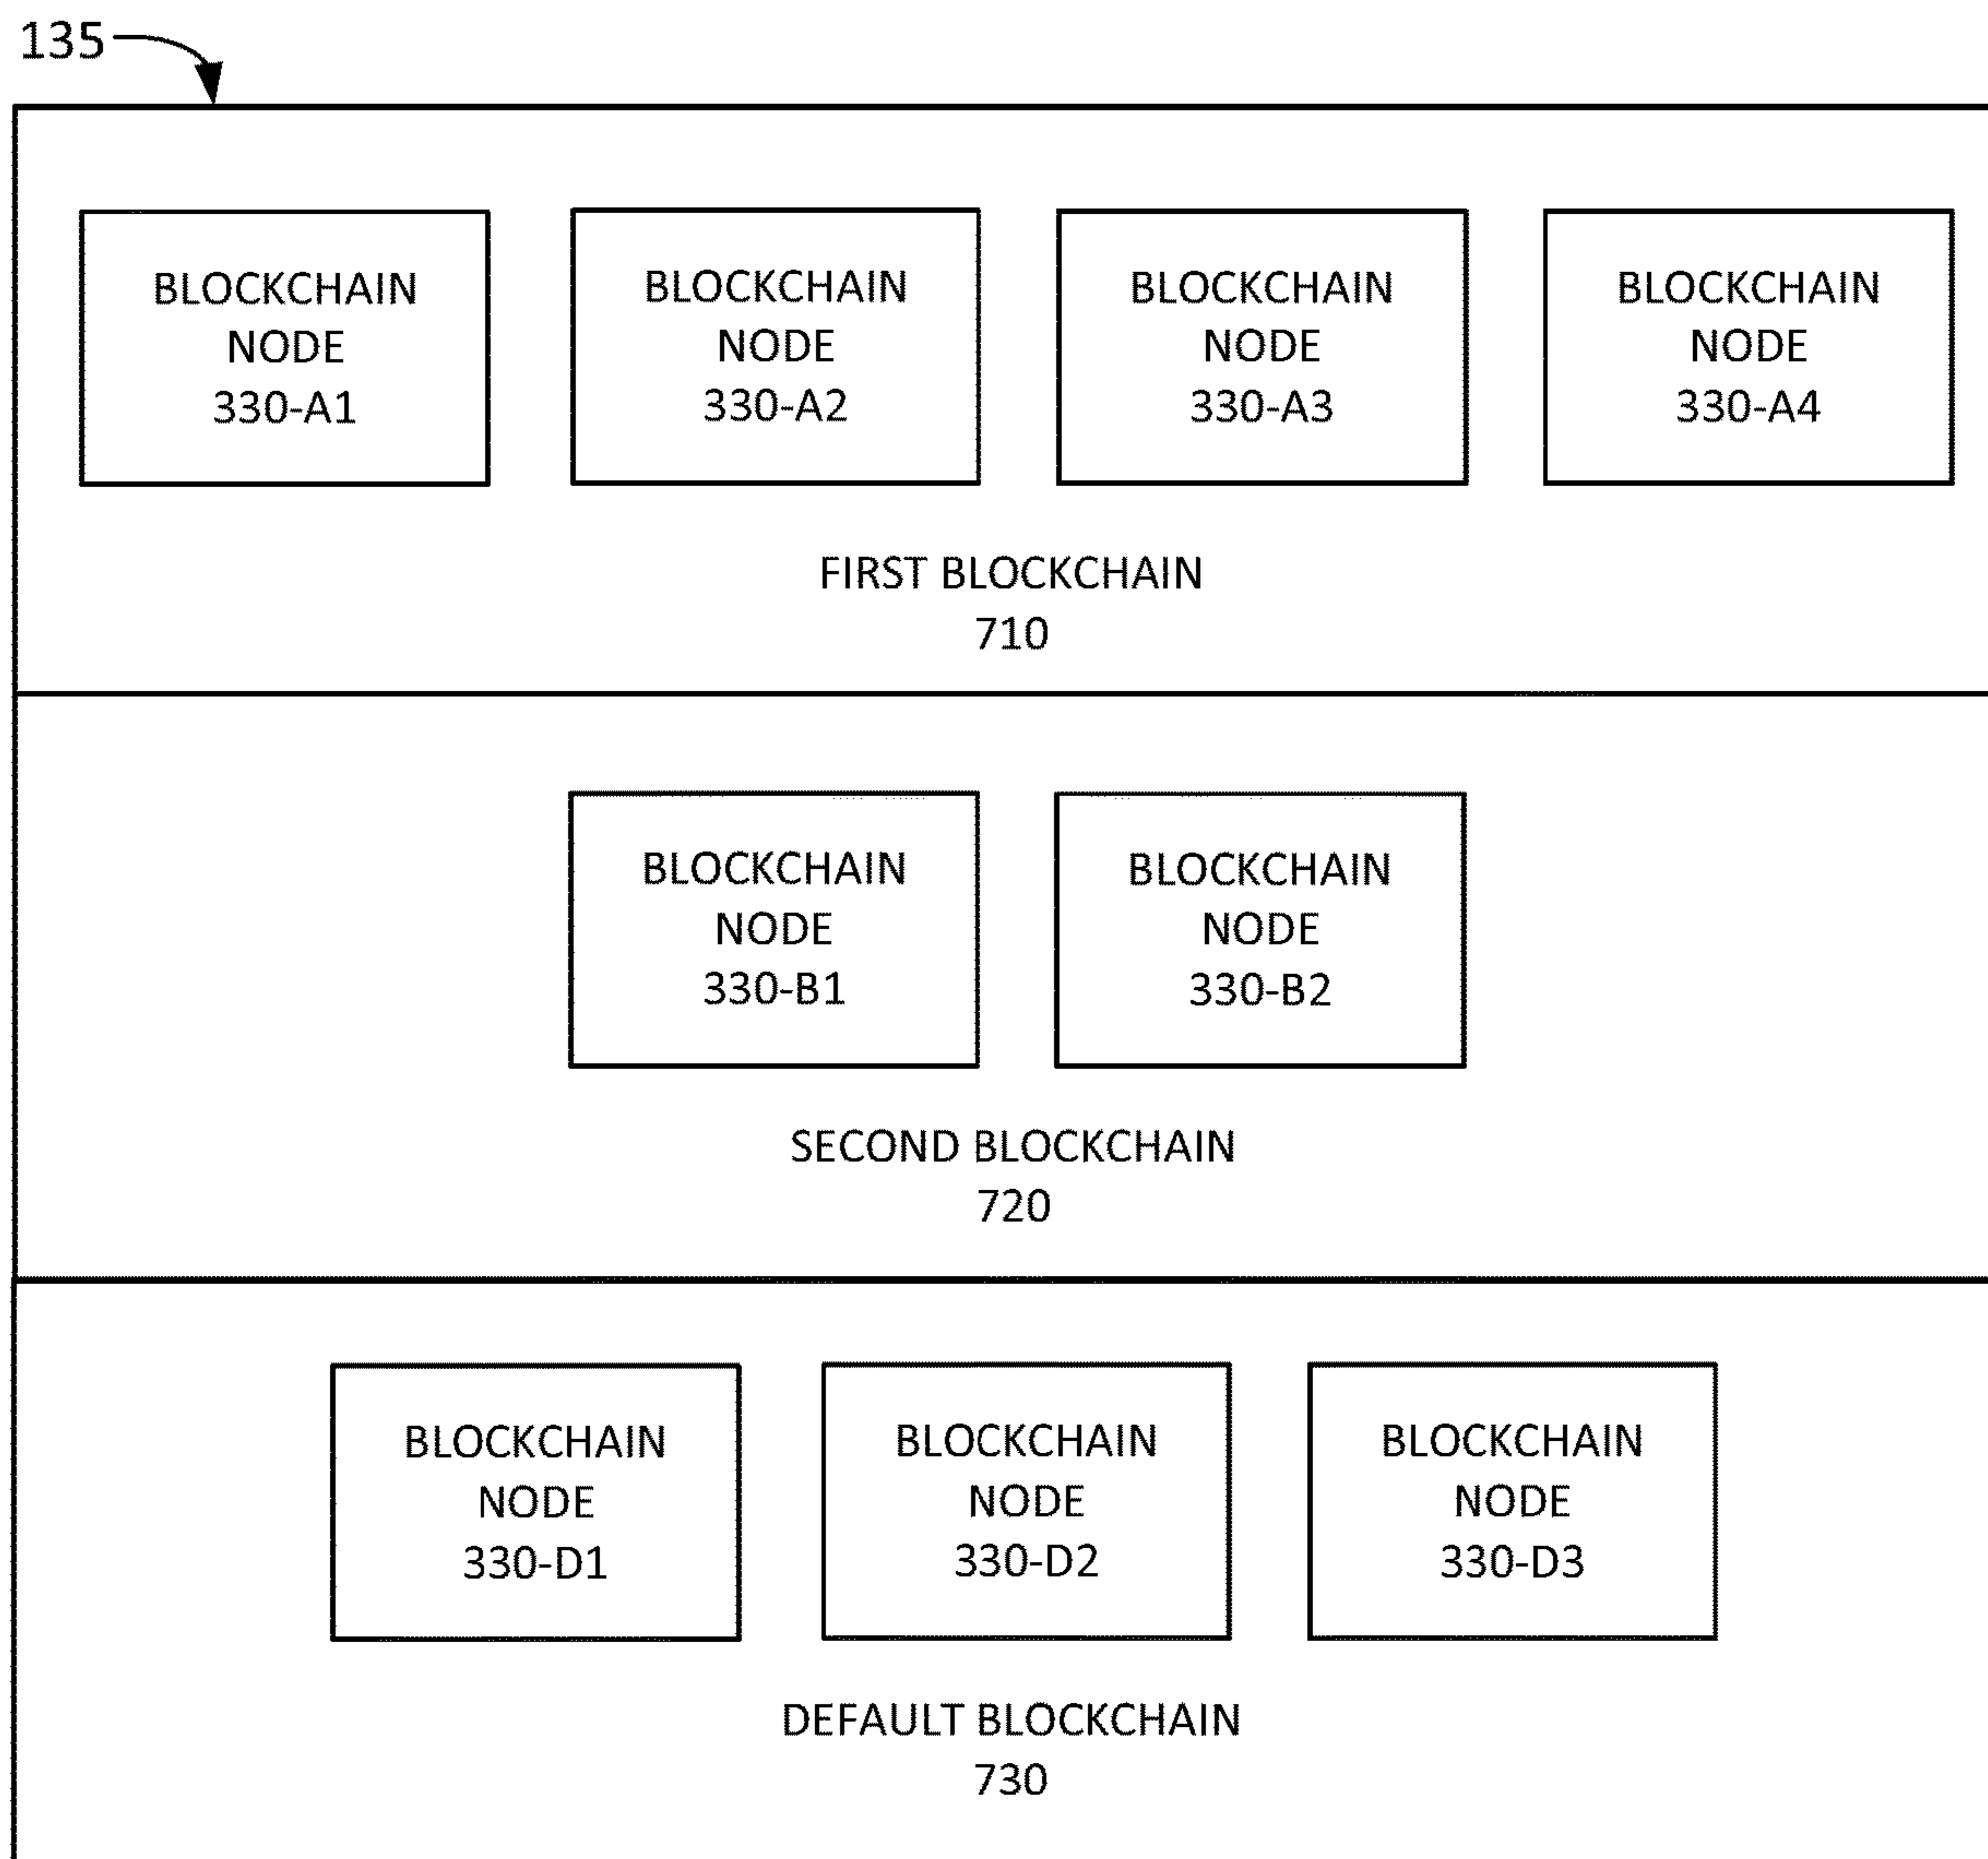 135
BLOCKCHAIN
NODE
330-A1
BLOCKCHAIN
NODE
330-A2
BLOCKCHAIN
NODE
330-A3
BLOCKCHAIN
NODE
330-A4
FIRST BLOCKCHAIN
710
BLOCKCHAIN
NODE
330-B1
BLOCKCHAIN
NODE
330-B2
SECOND BLOCKCHAIN
720
BLOCKCHAIN
NODE
330-D1
BLOCKCHAIN
NODE
330-D2
BLOCKCHAIN
NODE
330-D3
DEFAULT BLOCKCHAIN
730